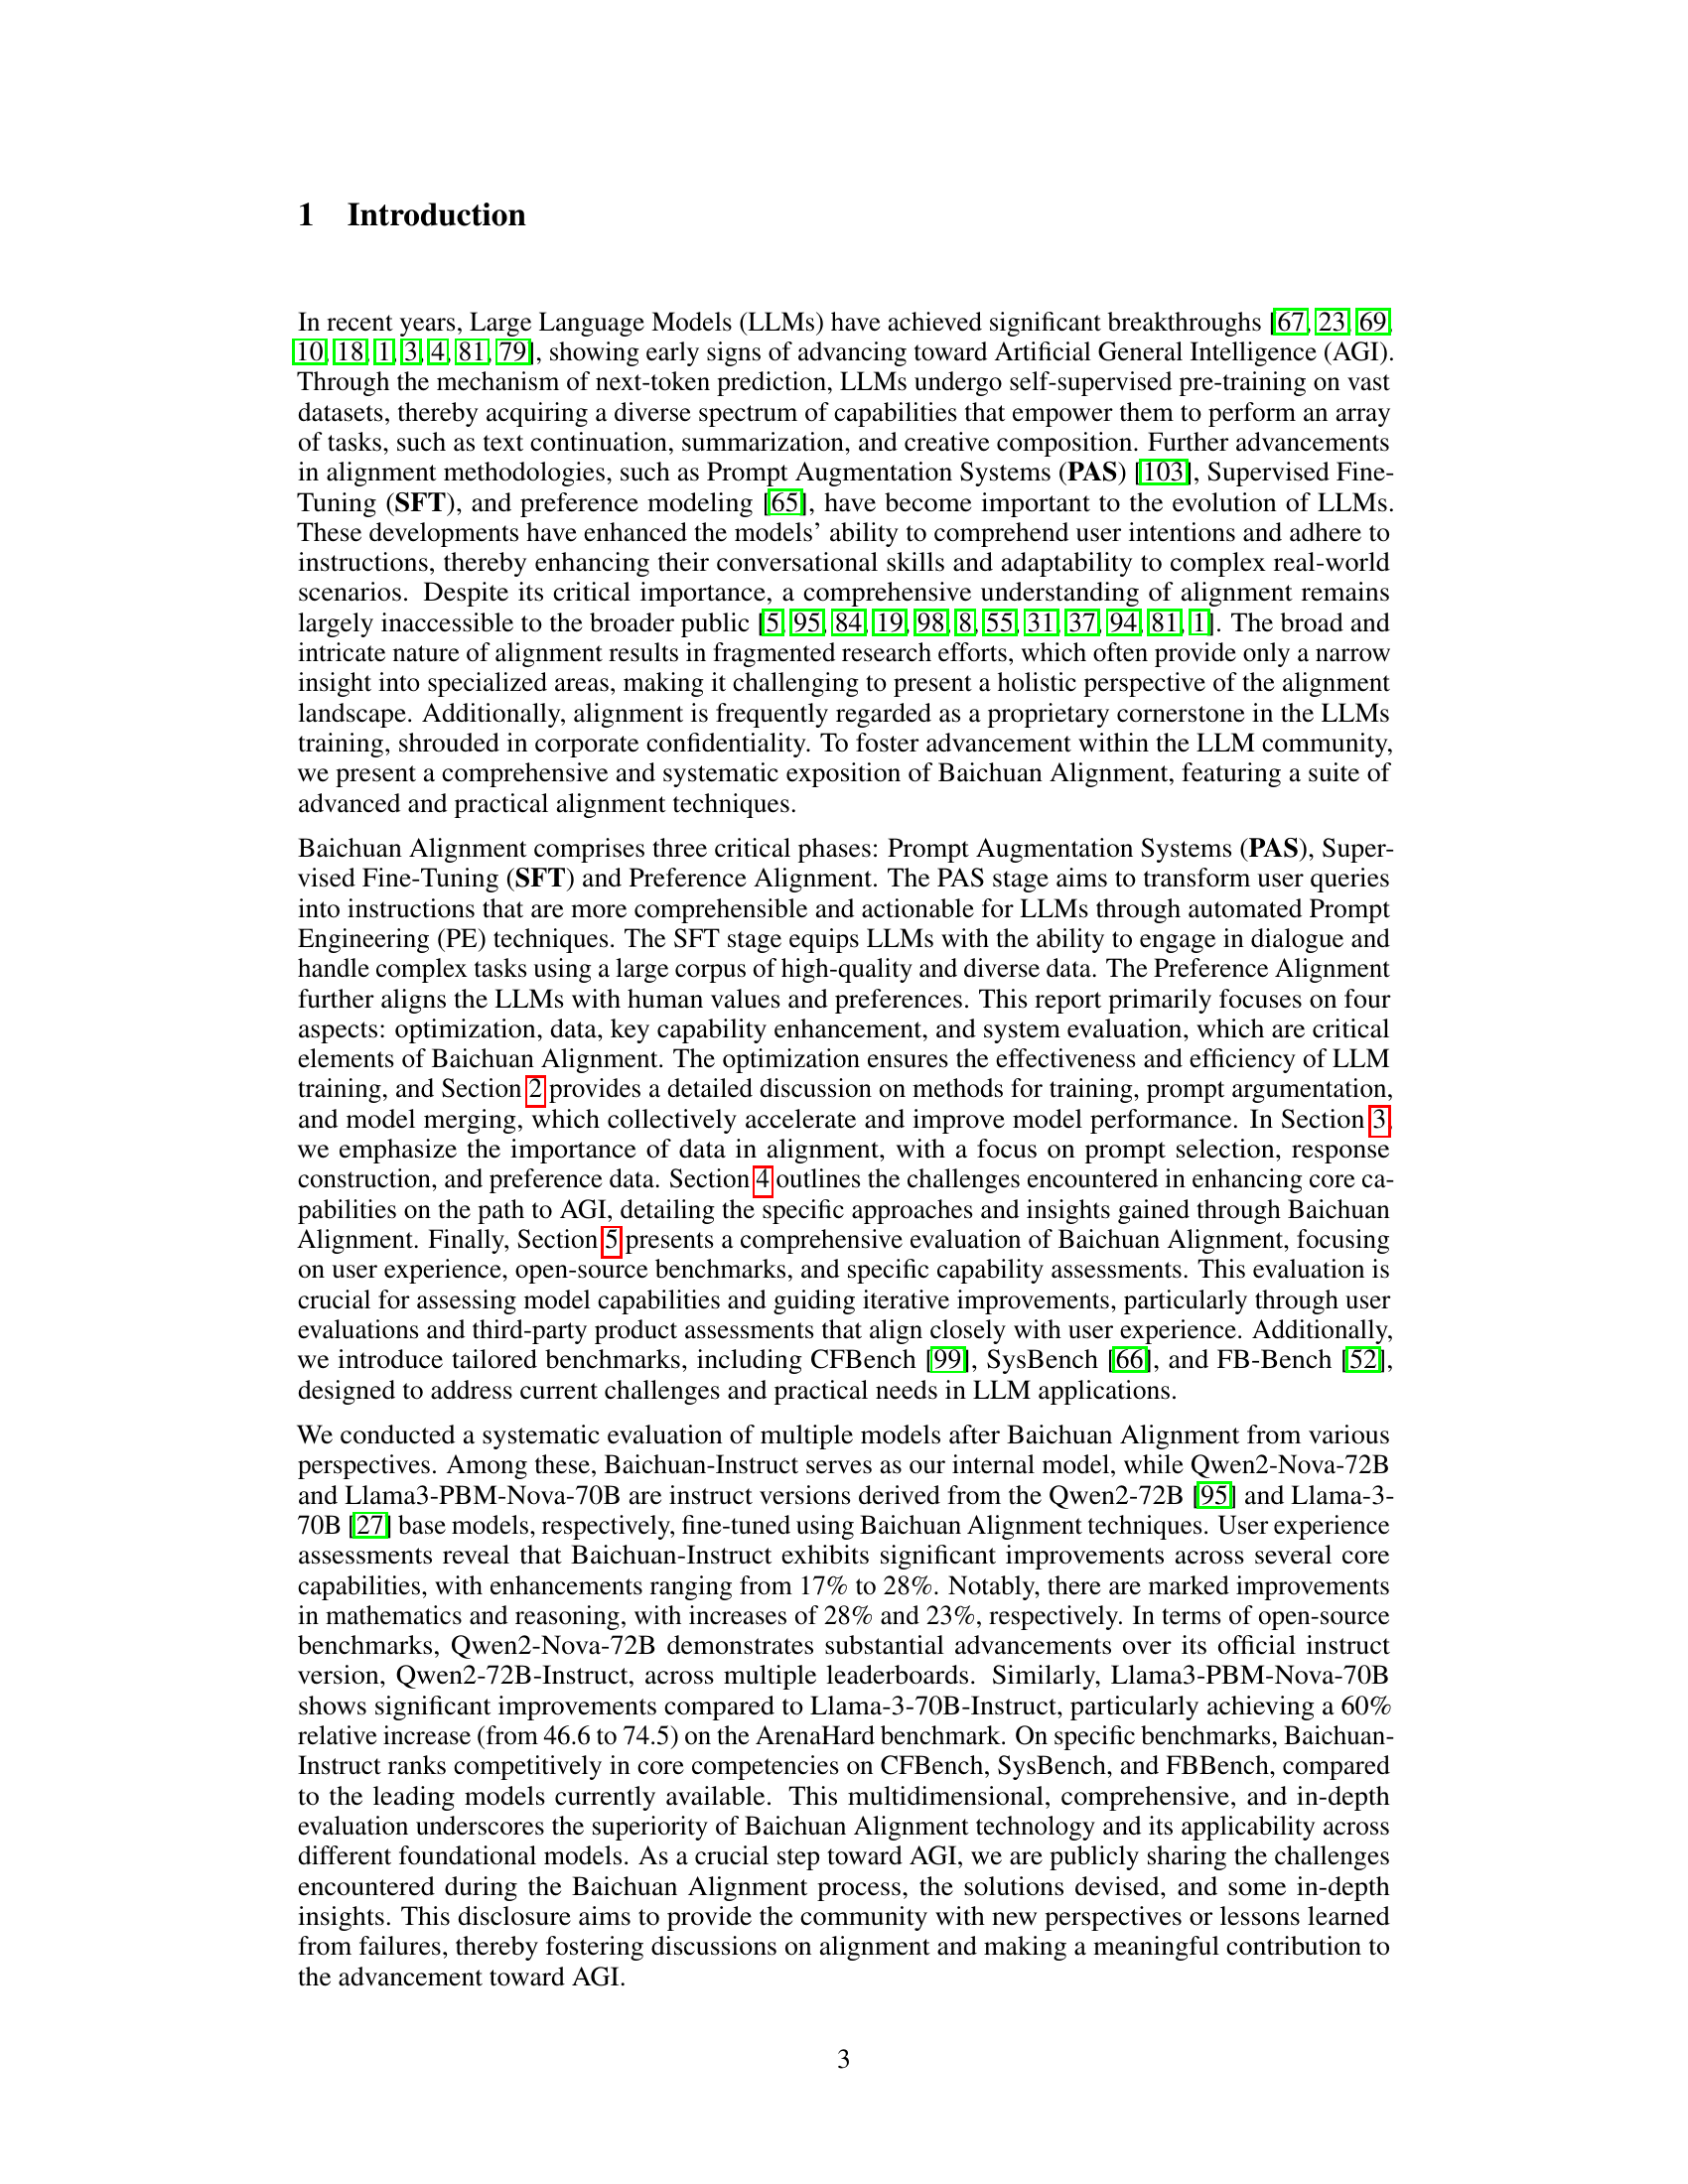 1 Introduction
In recent years, Large Language Models (LLMs) have achieved significant breakthroughs [67, 23, 69,
10, 18, 1, 3, 4, 81, 79], showing early signs of advancing toward Artificial General Intelligence (AGI).
Through the mechanism of next-token prediction, LLMs undergo self-supervised pre-training on vast
datasets, thereby acquiring a diverse spectrum of capabilities that empower them to perform an array
of tasks, such as text continuation, summarization, and creative composition. Further advancements
in alignment methodologies, such as Prompt Augmentation Systems (PAS) [103], Supervised Fine-
Tuning (SFT), and preference modeling [65], have become important to the evolution of LLMs.
These developments have enhanced the models’ ability to comprehend user intentions and adhere to
instructions, thereby enhancing their conversational skills and adaptability to complex real-world
scenarios. Despite its critical importance, a comprehensive understanding of alignment remains
largely inaccessible to the broader public [5, 95, 84, 19, 98, 8, 55, 31, 37, 94, 81, 1]. The broad and
intricate nature of alignment results in fragmented research efforts, which often provide only a narrow
insight into specialized areas, making it challenging to present a holistic perspective of the alignment
landscape. Additionally, alignment is frequently regarded as a proprietary cornerstone in the LLMs
training, shrouded in corporate confidentiality. To foster advancement within the LLM community,
we present a comprehensive and systematic exposition of Baichuan Alignment, featuring a suite of
advanced and practical alignment techniques.
Baichuan Alignment comprises three critical phases: Prompt Augmentation Systems (PAS), Super-
vised Fine-Tuning (SFT) and Preference Alignment. The PAS stage aims to transform user queries
into instructions that are more comprehensible and actionable for LLMs through automated Prompt
Engineering (PE) techniques. The SFT stage equips LLMs with the ability to engage in dialogue and
handle complex tasks using a large corpus of high-quality and diverse data. The Preference Alignment
further aligns the LLMs with human values and preferences. This report primarily focuses on four
aspects: optimization, data, key capability enhancement, and system evaluation, which are critical
elements of Baichuan Alignment. The optimization ensures the effectiveness and efficiency of LLM
training, and Section 2 provides a detailed discussion on methods for training, prompt argumentation,
and model merging, which collectively accelerate and improve model performance. In Section 3,
we emphasize the importance of data in alignment, with a focus on prompt selection, response
construction, and preference data. Section 4 outlines the challenges encountered in enhancing core ca-
pabilities on the path to AGI, detailing the specific approaches and insights gained through Baichuan
Alignment. Finally, Section 5 presents a comprehensive evaluation of Baichuan Alignment, focusing
on user experience, open-source benchmarks, and specific capability assessments. This evaluation is
crucial for assessing model capabilities and guiding iterative improvements, particularly through user
evaluations and third-party product assessments that align closely with user experience. Additionally,
we introduce tailored benchmarks, including CFBench [99], SysBench [66], and FB-Bench [52],
designed to address current challenges and practical needs in LLM applications.
We conducted a systematic evaluation of multiple models after Baichuan Alignment from various
perspectives. Among these, Baichuan-Instruct serves as our internal model, while Qwen2-Nova-72B
and Llama3-PBM-Nova-70B are instruct versions derived from the Qwen2-72B [95] and Llama-3-
70B [27] base models, respectively, fine-tuned using Baichuan Alignment techniques. User experience
assessments reveal that Baichuan-Instruct exhibits significant improvements across several core
capabilities, with enhancements ranging from 17% to 28%. Notably, there are marked improvements
in mathematics and reasoning, with increases of 28% and 23%, respectively. In terms of open-source
benchmarks, Qwen2-Nova-72B demonstrates substantial advancements over its official instruct
version, Qwen2-72B-Instruct, across multiple leaderboards. Similarly, Llama3-PBM-Nova-70B
shows significant improvements compared to Llama-3-70B-Instruct, particularly achieving a 60%
relative increase (from 46.6 to 74.5) on the ArenaHard benchmark. On specific benchmarks, Baichuan-
Instruct ranks competitively in core competencies on CFBench, SysBench, and FBBench, compared
to the leading models currently available. This multidimensional, comprehensive, and in-depth
evaluation underscores the superiority of Baichuan Alignment technology and its applicability across
different foundational models. As a crucial step toward AGI, we are publicly sharing the challenges
encountered during the Baichuan Alignment process, the solutions devised, and some in-depth
insights. This disclosure aims to provide the community with new perspectives or lessons learned
from failures, thereby fostering discussions on alignment and making a meaningful contribution to
the advancement toward AGI.
3